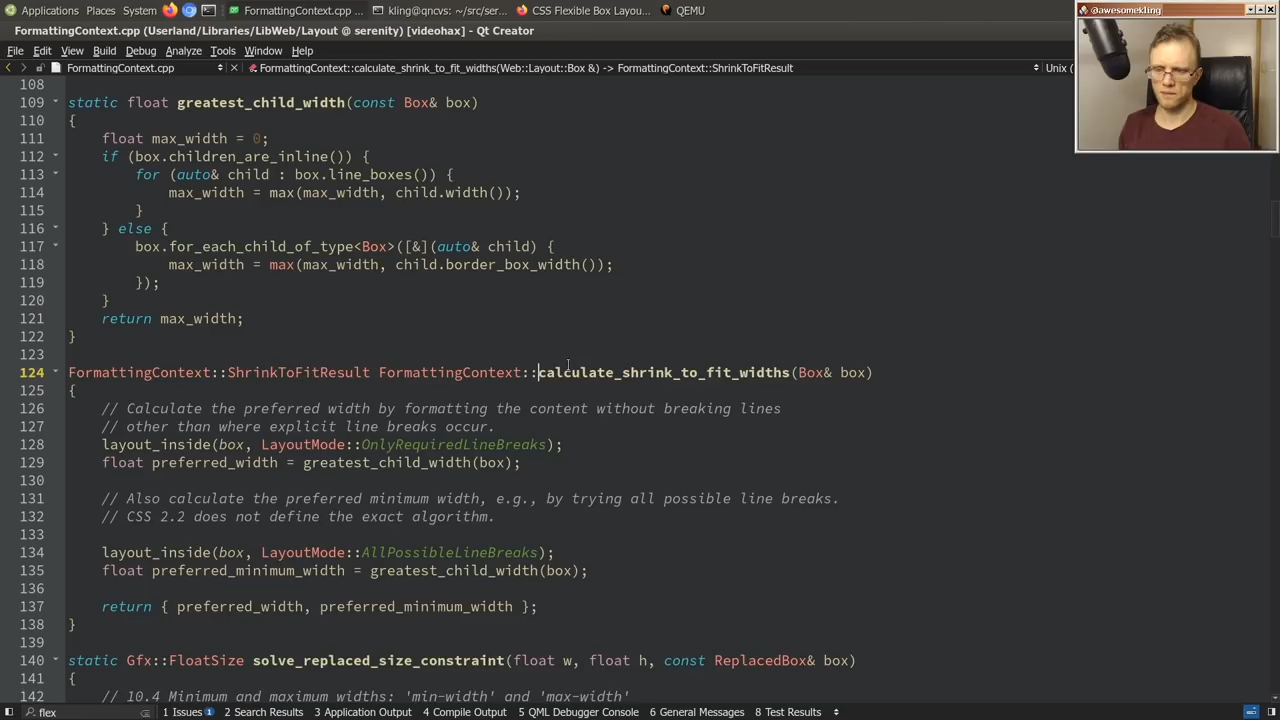 Applications Places System FormattingContext.cpp ... kling@qncvs: ~/src/ser... CSS Flexible Box Layou... QEMU
@awesomekling
FormattingContext.cpp (Userland/Libraries/LibWeb/Layout @ serenity) [videohax] - Qt Creator
File Edit View Build Debug Analyze Tools Window Help
FormattingContext.cpp FormattingContext::calculate_shrink_to_fit_widths(Web::Layout::Box &) -> FormattingContext::ShrinkToFitResult Unix (
108
109 static float greatest_child_width(const Box& box)
110 {
111 float max_width = 0;
112 if (box.children_are_inline()) {
113 for (auto& child : box.line_boxes()) {
114 max_width = max(max_width, child.width());
115 }
116 } else {
117 box.for_each_child_of_type<Box>([&](auto& child) {
118 max_width = max(max_width, child.border_box_width());
119 });
120 }
121 return max_width;
122 }
123
124 FormattingContext::ShrinkToFitResult FormattingContext::calculate_shrink_to_fit_widths(Box& box)
125 {
126 // Calculate the preferred width by formatting the content without breaking lines
127 // other than where explicit line breaks occur.
128 layout_inside(box, LayoutMode::OnlyRequiredLineBreaks);
129 float preferred_width = greatest_child_width(box);
130
131 // Also calculate the preferred minimum width, e.g., by trying all possible line breaks.
132 // CSS 2.2 does not define the exact algorithm.
133
134 layout_inside(box, LayoutMode::AllPossibleLineBreaks);
135 float preferred_minimum_width = greatest_child_width(box);
136
137 return { preferred_width, preferred_minimum_width };
138 }
139
140 static Gfx::FloatSize solve_replaced_size_constraint(float w, float h, const ReplacedBox& box)
141 {
142 // 10.4 Minimum and maximum widths: 'min-width' and 'max-width'
flex 1 Issues 1 2 Search Results 3 Application Output 4 Compile Output 5 QML Debugger Console 6 General Messages 8 Test Results